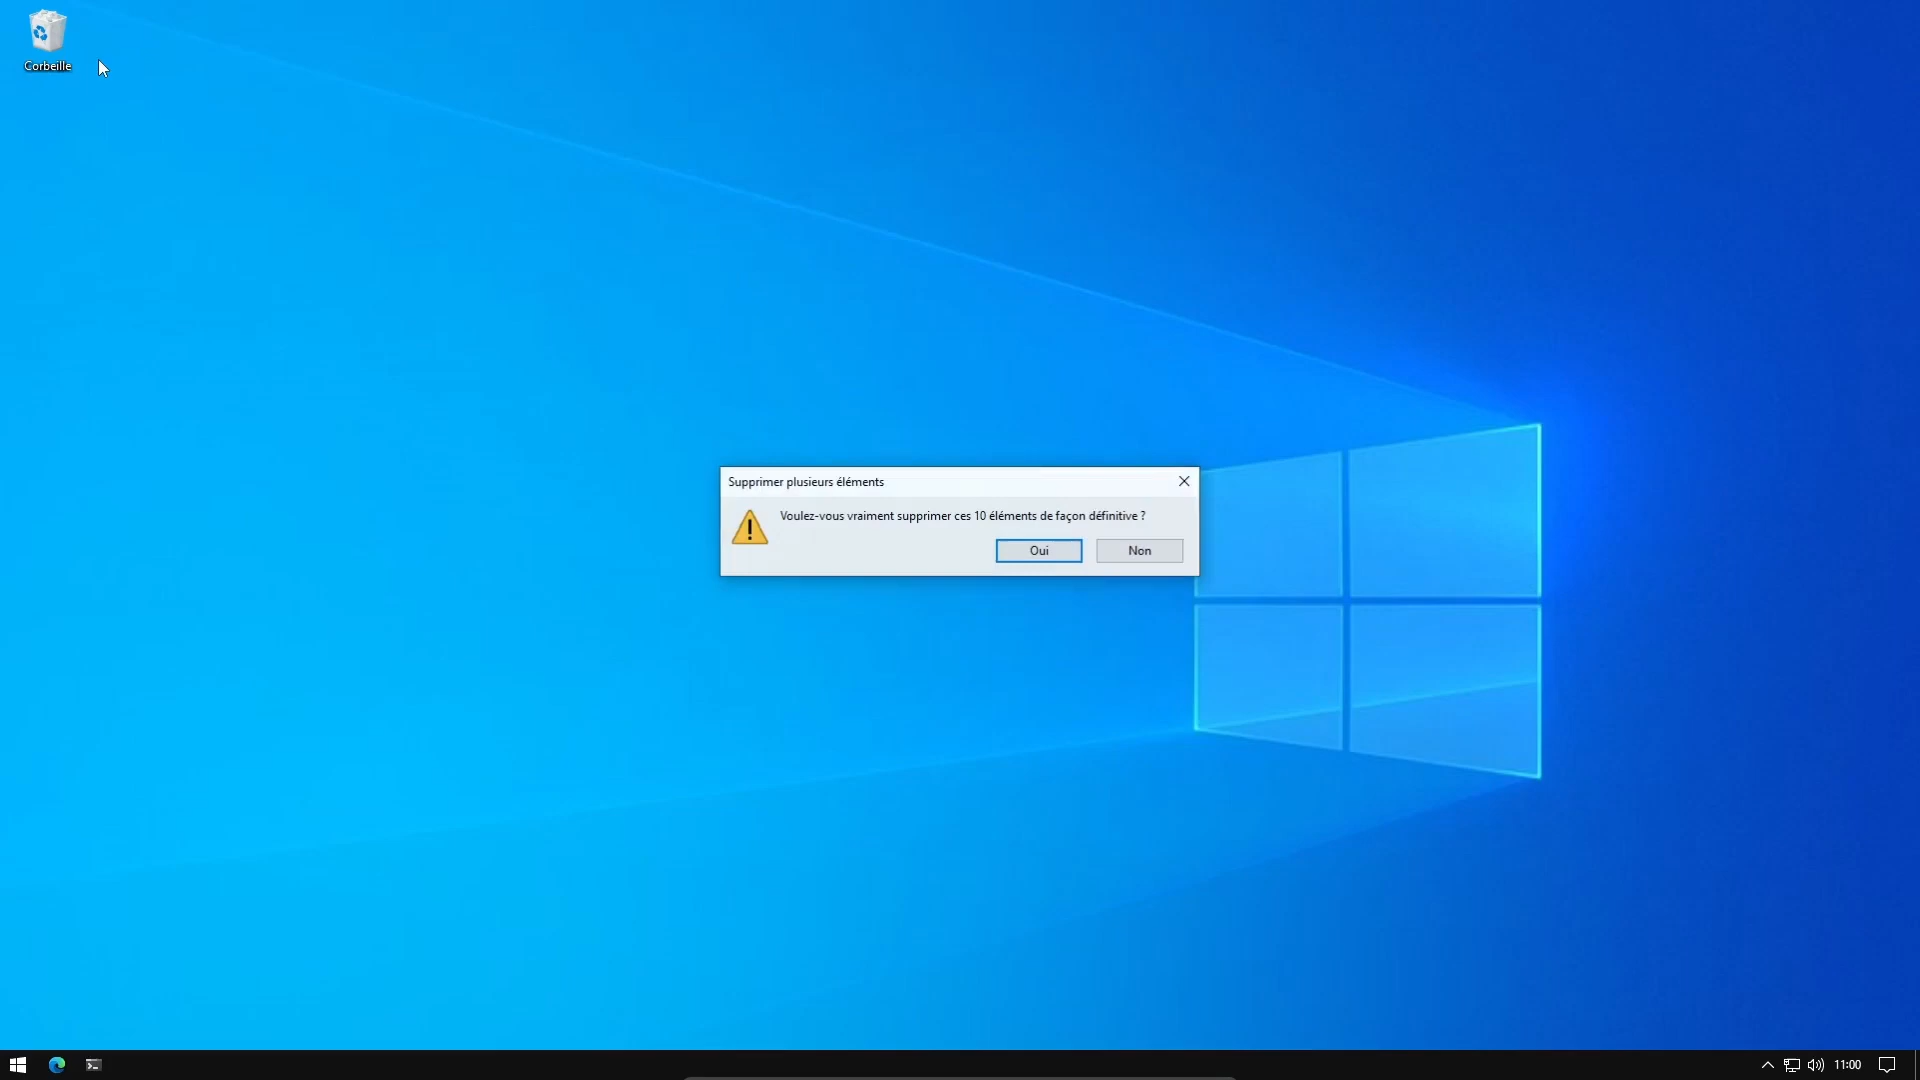 Corbeille
Supprimer plusieurs éléments
Voulez-vous vraiment supprimer ces 10 éléments de façon définitive ?
Oui
Non
11:00